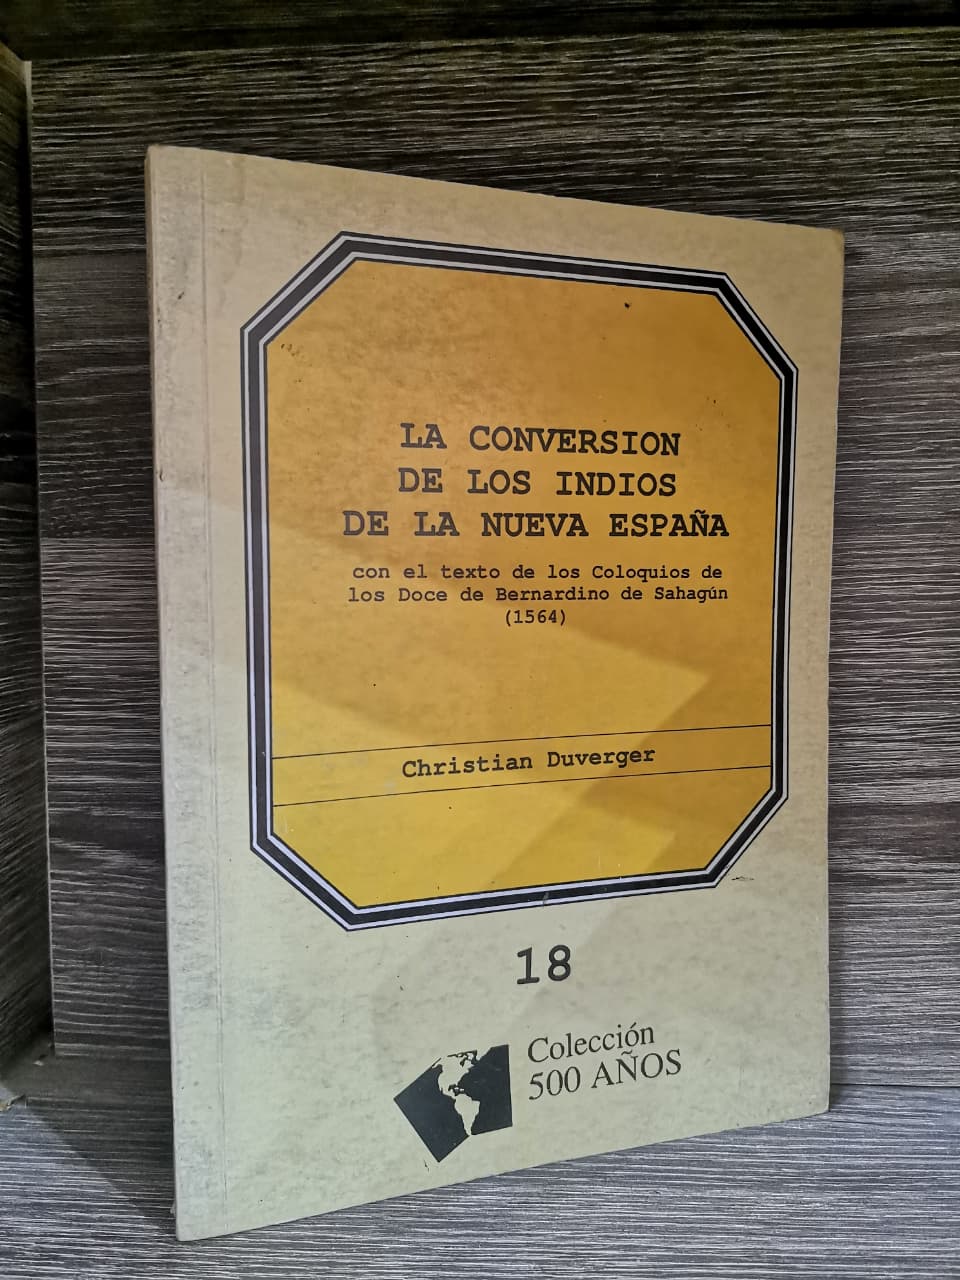 LA CONVERSION
DE LOS INDIOS
DE LA NUEVA ESPAÑA
con el texto de los Coloquios de
los Doce de Bernardino de Sahagún
(1564)
Christian Duverger
18
Colección
500 AÑOS